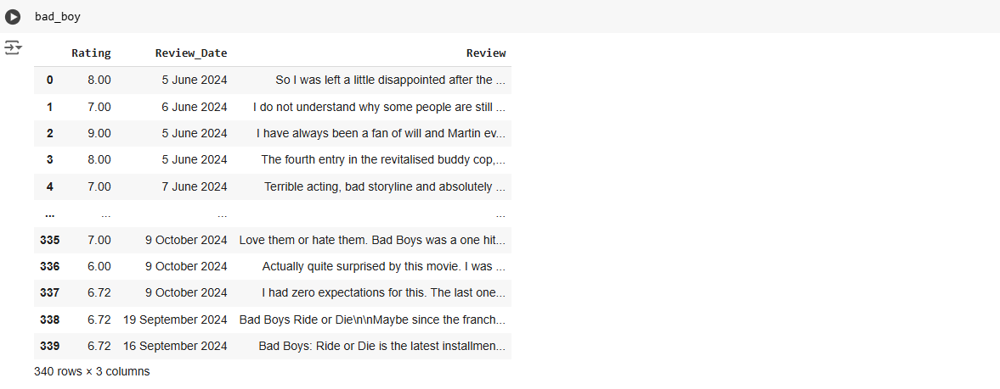 bad_boy
Rating Review_Date Review
0 8.00 5 June 2024 So I was left a little disappointed after the ...
1 7.00 6 June 2024 I do not understand why some people are still ...
2 9.00 5 June 2024 I have always been a fan of will and Martin ev...
3 8.00 5 June 2024 The fourth entry in the revitalised buddy cop,...
4 7.00 7 June 2024 Terrible acting, bad storyline and absolutely ...
... ... ... ...
335 7.00 9 October 2024 Love them or hate them. Bad Boys was a one hit...
336 6.00 9 October 2024 Actually quite surprised by this movie. I was ...
337 6.72 9 October 2024 I had zero expectations for this. The last one...
338 6.72 19 September 2024 Bad Boys Ride or Die\n\nMaybe since the franch...
339 6.72 16 September 2024 Bad Boys: Ride or Die is the latest installmen...
340 rows × 3 columns